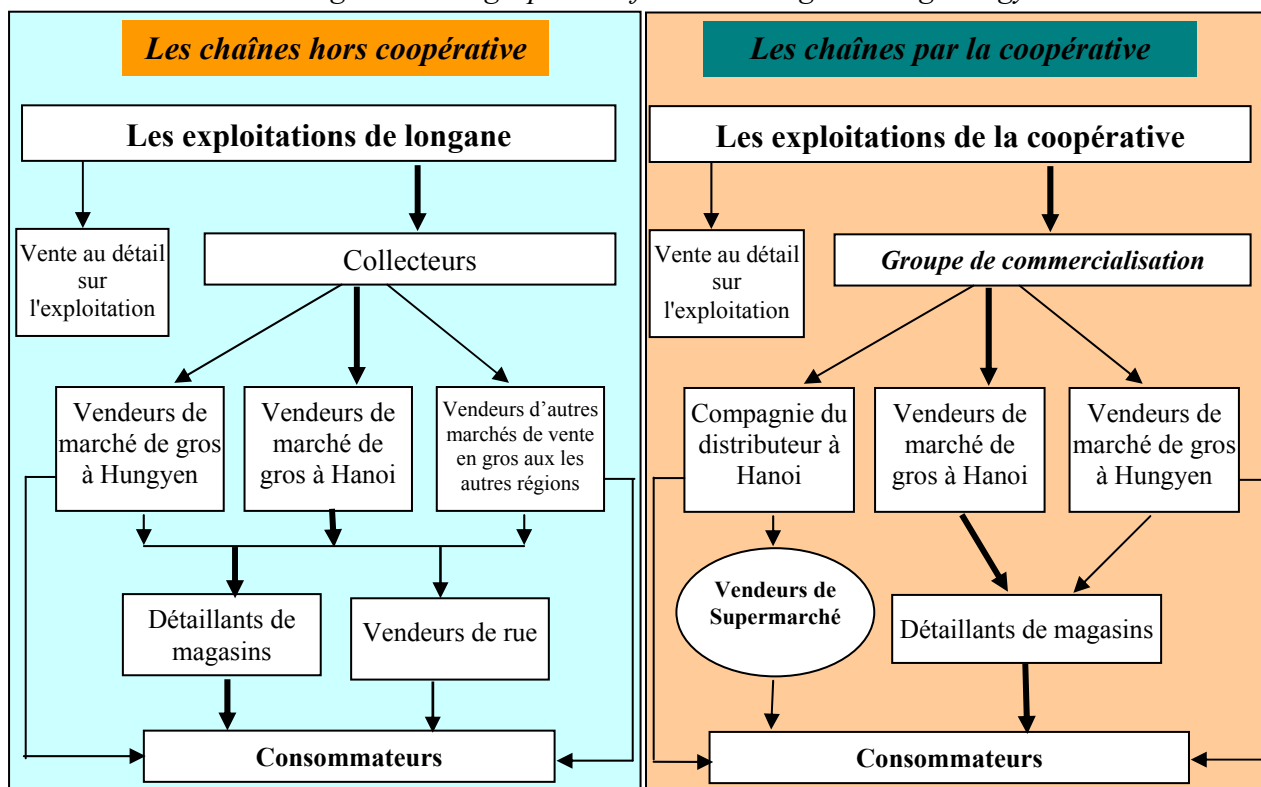 Les chaînes hors coopérative
Les exploitations de longane
Vente au détail
sur
l'exploitation
Collecteurs
Vendeurs de
marché de gros
à Hungyen
Vendeurs de
marché de
gros à Hanoi
Vendeurs d’autres
marchés de vente
en gros aux les
autres régions
Détaillants de
magasins
Vendeurs de rue
Consommateurs
Les chaînes par la coopérative
Les exploitations de la coopérative
Vente au détail
sur
l'exploitation
Groupe de commercialisation
Compagnie du
distributeur à
Hanoi
Vendeurs de
marché de
gros à Hanoi
Vendeurs de
marché de gros
à Hungyen
Vendeurs de
Supermarché
Détaillants de magasins
Consommateurs